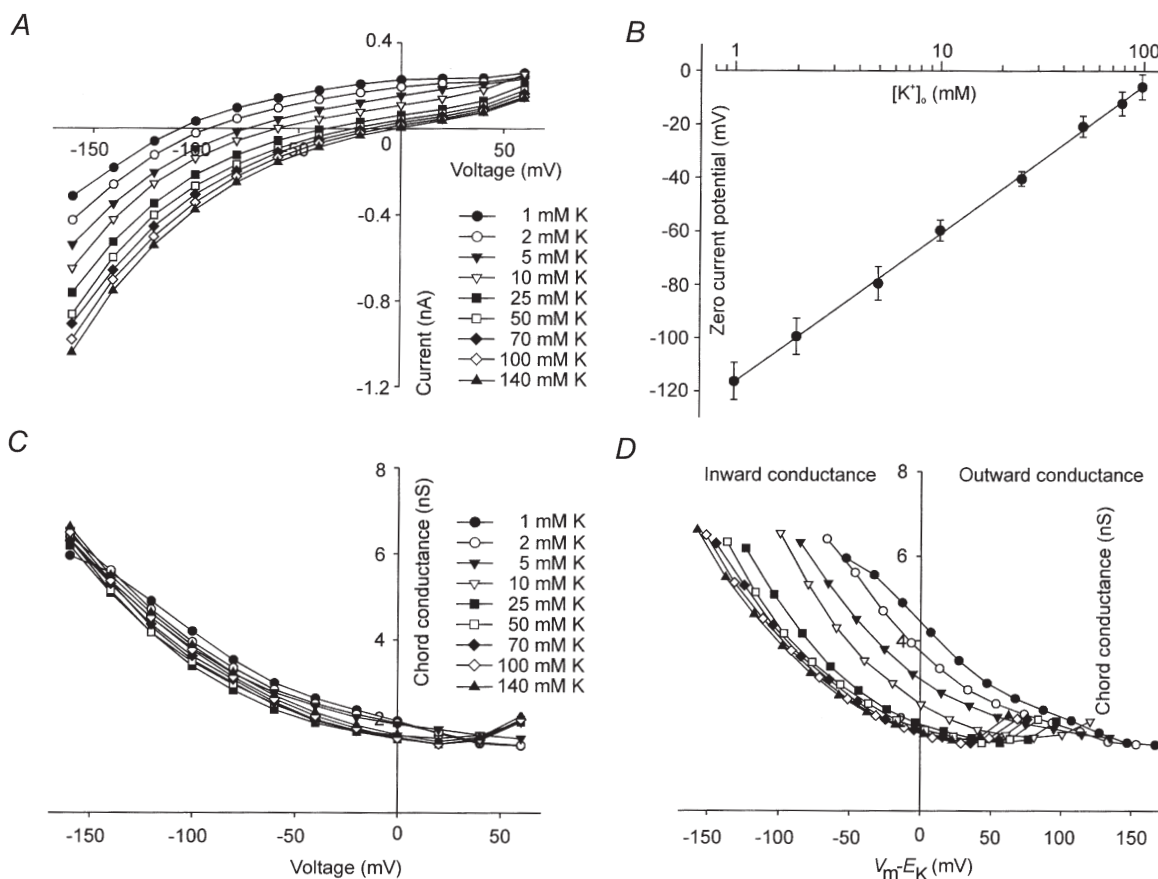 A
0.4
-150
-100
-50
0
50
Voltage (mV)
-0.4
-0.8
-1.2
Current (nA)
1 mM K
2 mM K
5 mM K
10 mM K
25 mM K
50 mM K
70 mM K
100 mM K
140 mM K
B
1
10
100
[K⁺]ₒ (mM)
0
-20
-40
-60
-80
-100
-120
Zero current potential (mV)
C
8
6
4
2
Chord conductance (nS)
1 mM K
2 mM K
5 mM K
10 mM K
25 mM K
50 mM K
70 mM K
100 mM K
140 mM K
-150
-100
-50
0
50
Voltage (mV)
D
Inward conductance
Outward conductance
8
6
4
Chord conductance (nS)
-150
-100
-50
0
50
100
150
Vm-EK (mV)